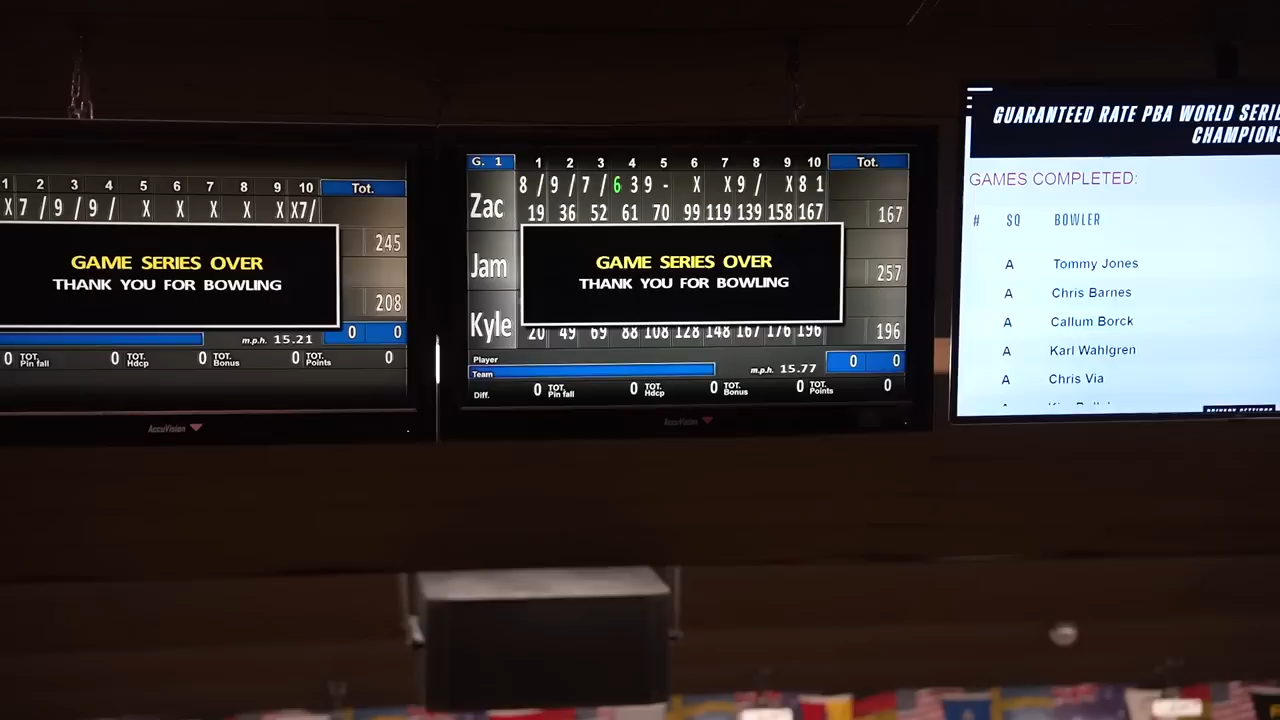 1 2 3 4 5 6 7 8 9 10 Tot.
X 7 / 9 / 9 / X X X X X X7/
245
GAME SERIES OVER
THANK YOU FOR BOWLING
208
m.p.h. 15.21 0 0
0 TOT. Pin fall 0 TOT. Hdcp 0 TOT. Bonus 0 TOT. Points 0
AccuVision
G. 1 1 2 3 4 5 6 7 8 9 10 Tot.
8 / 9 / 7 / 6 3 9 - X X 9 / X 8 1
Zac 19 36 52 61 70 99 119 139 158 167 167
Jam 257
GAME SERIES OVER
THANK YOU FOR BOWLING
Kyle 20 49 69 88 108 128 148 167 176 196 196
Player
Team m.p.h. 15.77 0 0
Diff. 0 TOT. Pin fall 0 TOT. Hdcp 0 TOT. Bonus 0 TOT. Points 0
AccuVision
GUARANTEED RATE PBA WORLD SERIE
CHAMPIONS
GAMES COMPLETED:
# SQ BOWLER
A Tommy Jones
A Chris Barnes
A Callum Borck
A Karl Wahlgren
A Chris Via
PRIVACY SETTINGS